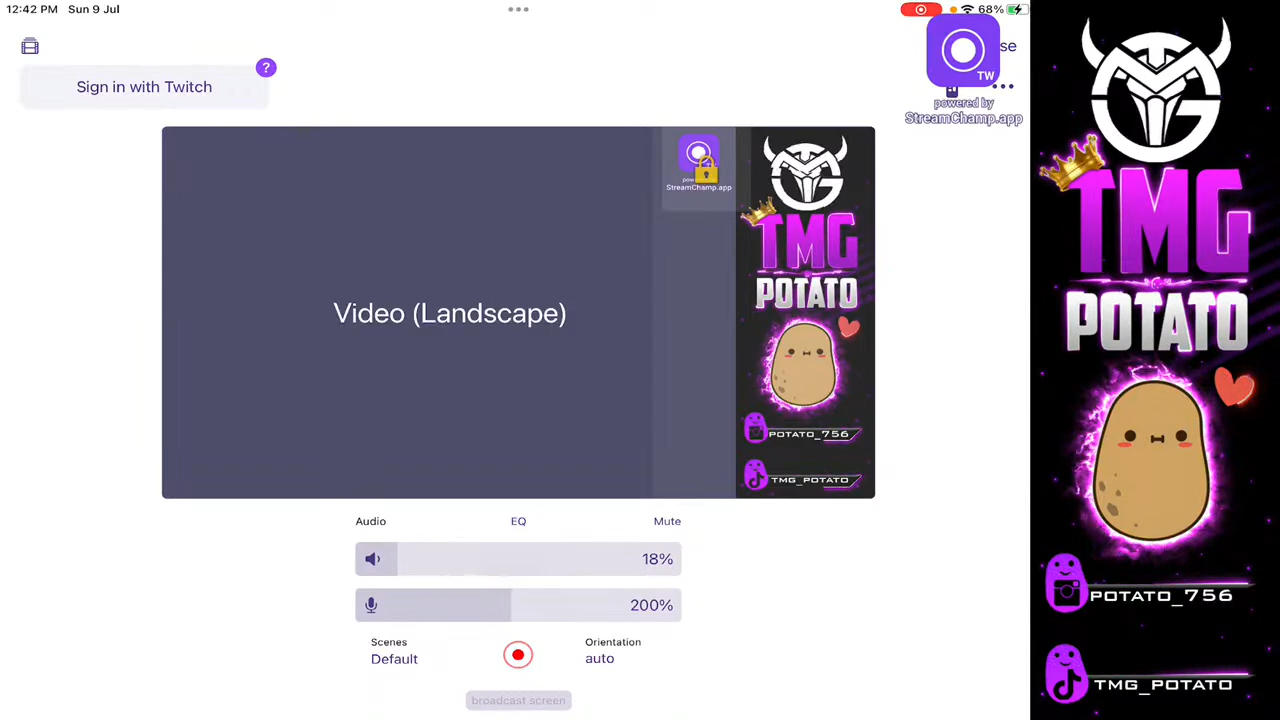 12:42 PM Sun 9 Jul
68%
se
?
Sign in with Twitch
TW
powered by
StreamChamp.app
StreamChamp.app
Video (Landscape)
TMG
POTATO
POTATO_756
TMG_POTATO
Audio
EQ
Mute
18%
200%
Scenes
Default
Orientation
auto
broadcast screen
TMG
POTATO
POTATO_756
TMG_POTATO